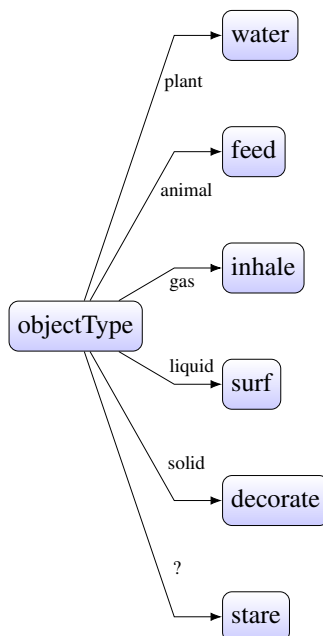 water
plant
feed
animal
inhale
gas
objectType
liquid
surf
solid
decorate
?
stare